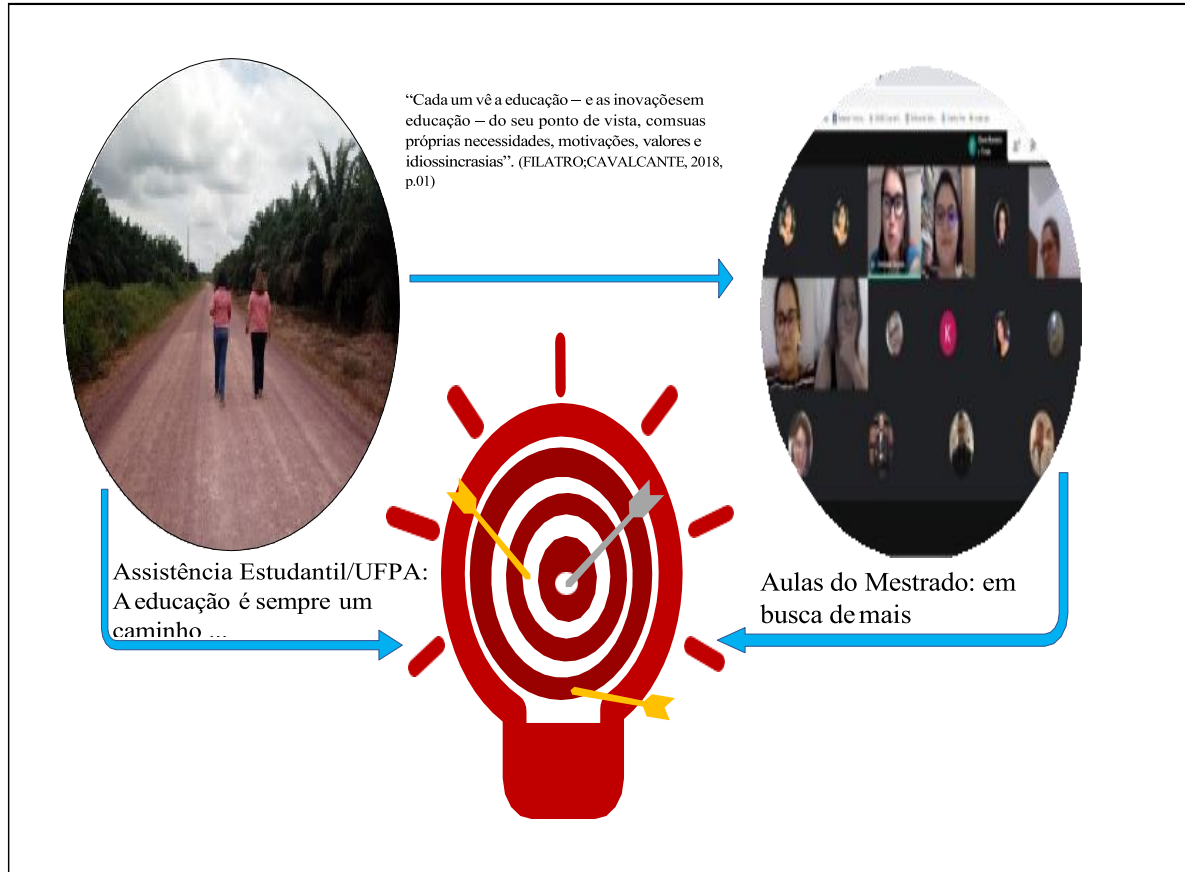 “Cada um vê a educação – e as inovaçõesem
educação – do seu ponto de vista, comsuas
próprias necessidades, motivações, valores e
idiossincrasias”. (FILATRO;CAVALCANTE, 2018,
p.01)
K
Assistência Estudantil/UFPA:
A educação é sempre um
caminho ...
Aulas do Mestrado: em
busca de mais